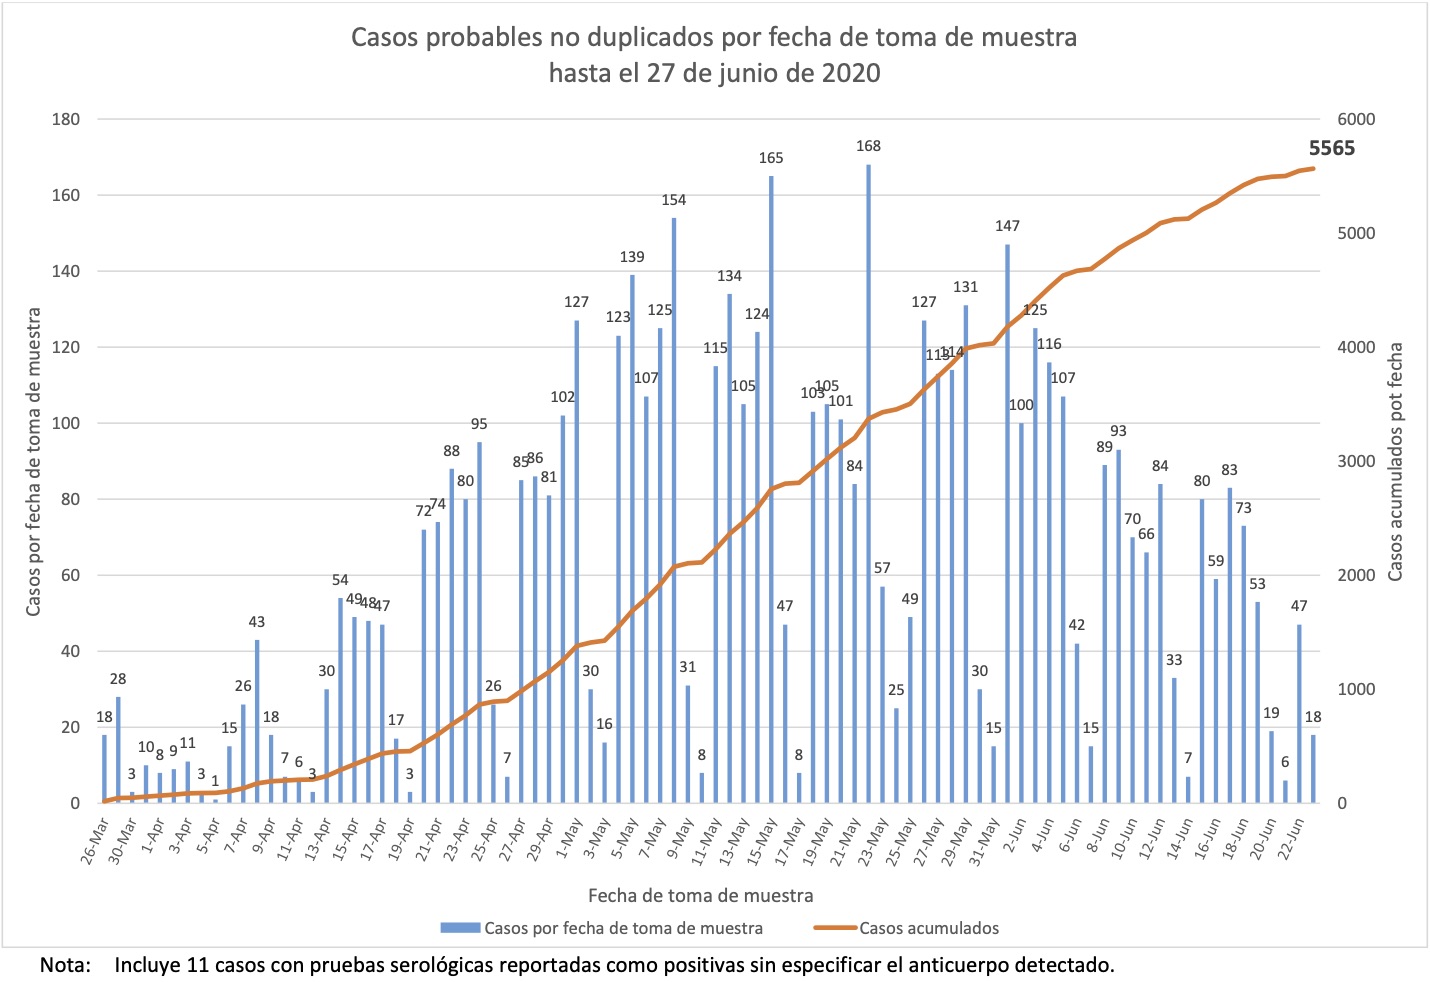 Casos probables no duplicados por fecha de toma de muestra
hasta el 27 de junio de 2020
Casos por fecha de toma de muestra
180
160
140
120
100
80
60
40
20
0
18
28
3
10
8
9
11
3
1
15
26
43
18
7
6
3
30
54
49
48
47
17
3
72
74
88
80
95
26
7
85
86
81
102
127
30
16
123
139
107
125
154
31
8
115
134
105
124
165
47
8
103
105
101
84
168
57
25
49
127
113
114
131
30
15
147
100
125
116
107
42
15
89
93
70
66
84
33
7
80
59
83
73
53
19
6
47
18
5565
6000
5000
4000
3000
2000
1000
0
Casos acumulados pot fecha
26-Mar
30-Mar
1-Apr
3-Apr
5-Apr
7-Apr
9-Apr
11-Apr
13-Apr
15-Apr
17-Apr
19-Apr
21-Apr
23-Apr
25-Apr
27-Apr
29-Apr
1-May
3-May
5-May
7-May
9-May
11-May
13-May
15-May
17-May
19-May
21-May
23-May
25-May
27-May
29-May
31-May
2-Jun
4-Jun
6-Jun
8-Jun
10-Jun
12-Jun
14-Jun
16-Jun
18-Jun
20-Jun
22-Jun
Fecha de toma de muestra
Casos por fecha de toma de muestra
Casos acumulados
Nota: Incluye 11 casos con pruebas serológicas reportadas como positivas sin especificar el anticuerpo detectado.